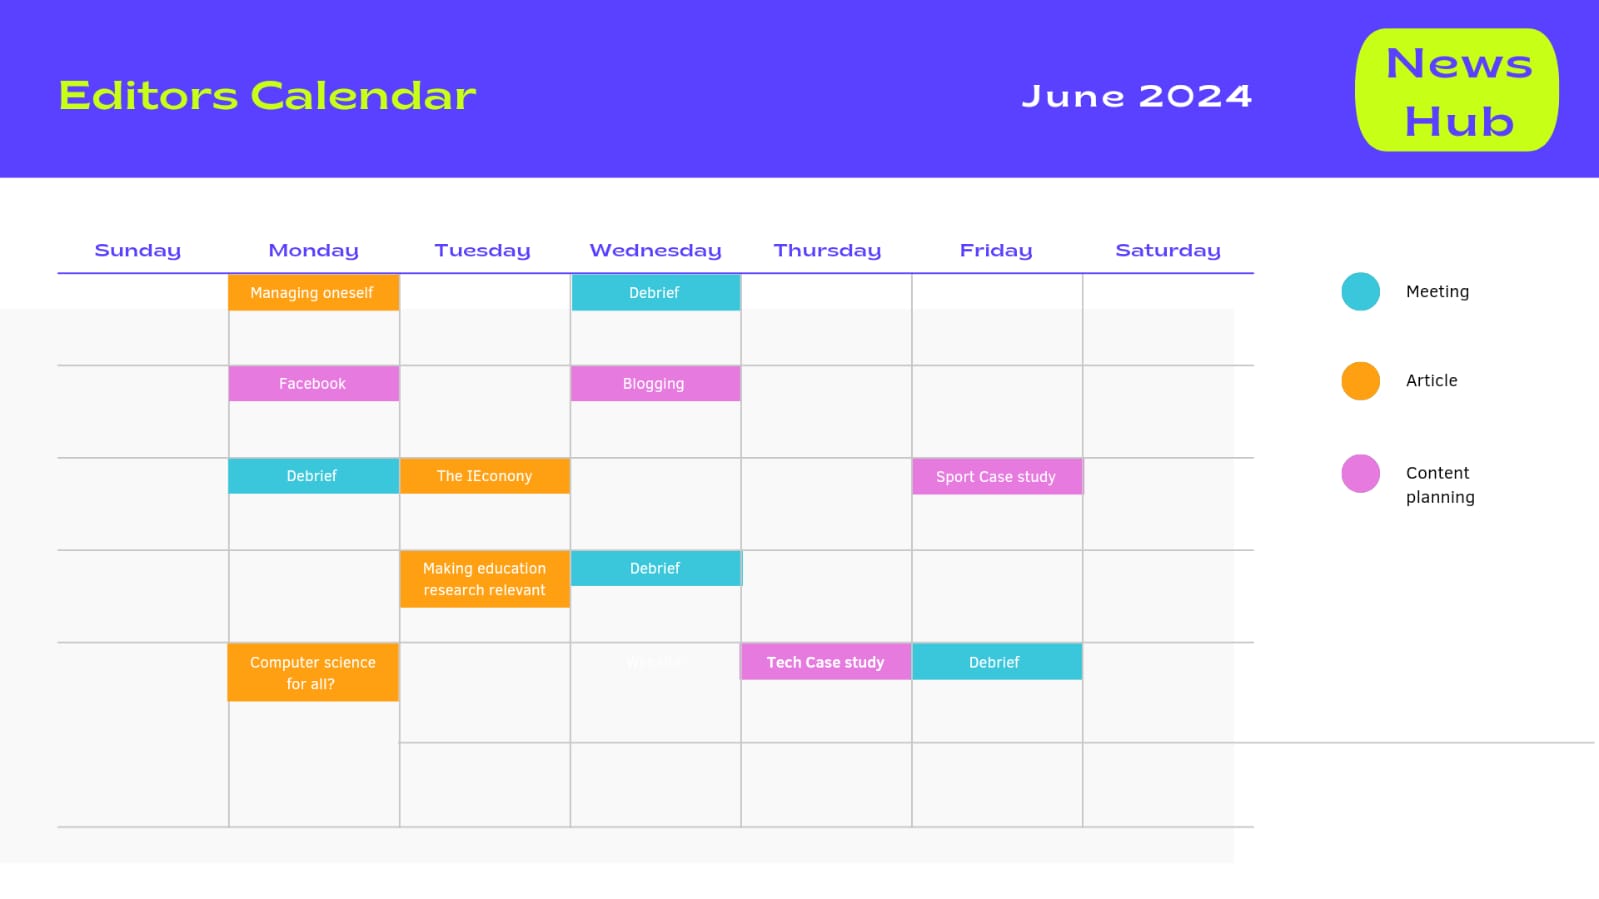 Editors Calendar
June 2024
News
Hub
Sunday
Monday
Tuesday
Wednesday
Thursday
Friday
Saturday
Managing oneself
Debrief
Meeting
Facebook
Blogging
Article
Debrief
The IEconony
Sport Case study
Content
planning
Making education
research relevant
Debrief
Computer science
for all?
Website
Tech Case study
Debrief